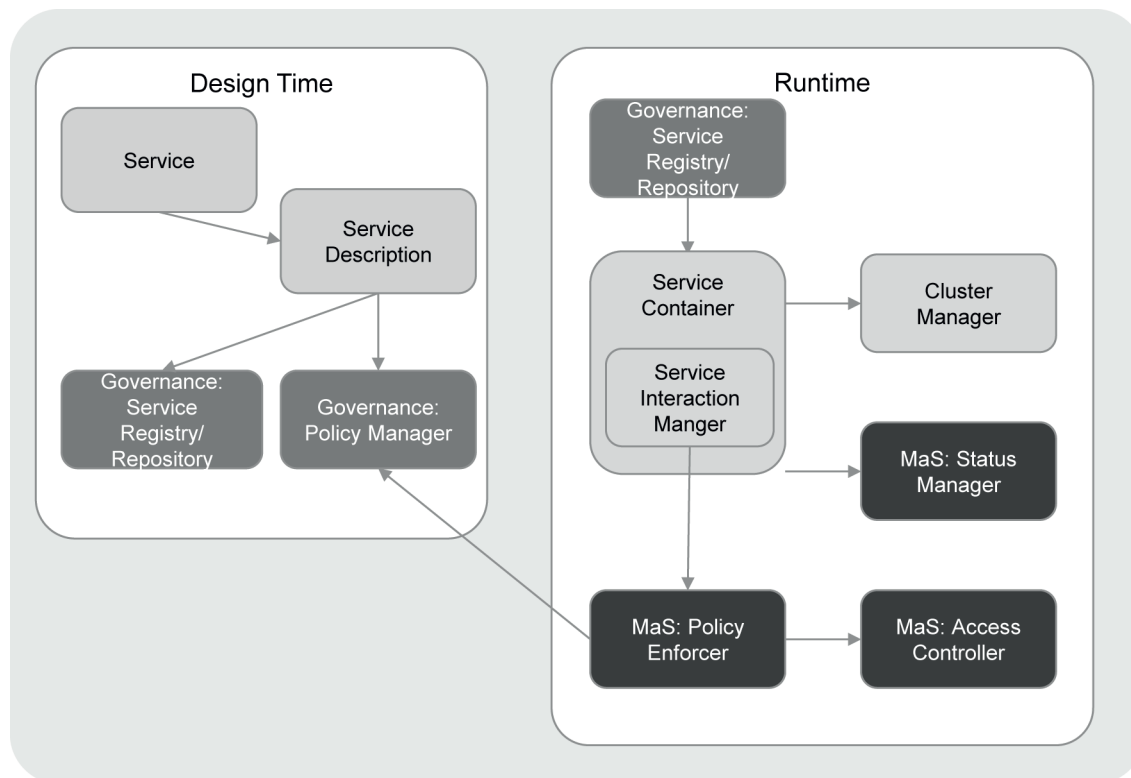 Design Time
Service
Service
Description
Governance:
Service
Registry/
Repository
Governance:
Policy Manager
Runtime
Governance:
Service
Registry/
Repository
Service
Container
Service
Interaction
Manger
Cluster
Manager
MaS: Status
Manager
MaS: Policy
Enforcer
MaS: Access
Controller